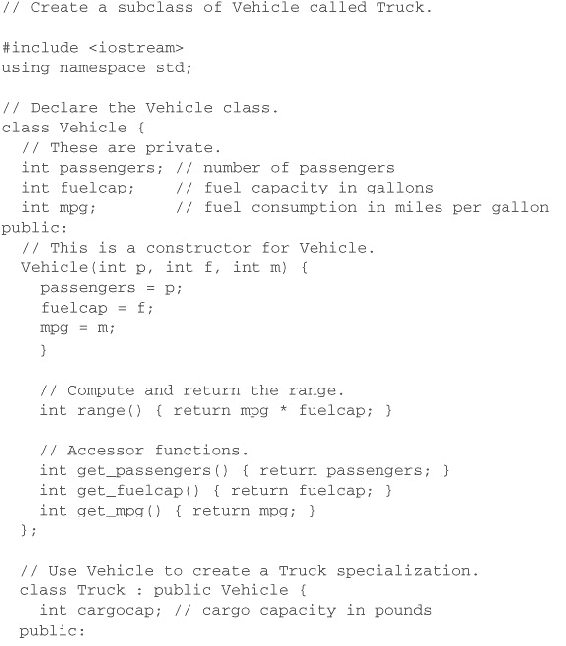 // Create a subclass of Vehicle called Truck.
#include <iostream>
using namespace std;
// Declare the Vehicle class.
class Vehicle {
// These are private.
int passengers; // number of passengers
int fuelcap; // fuel capacity in gallons
int mpg; // fuel consumption in miles per gallon
public:
// This is a constructor for Vehicle.
Vehicle(int p, int f, int m) {
passengers = p;
fuelcap = f;
mpg = m;
}
// Compute and return the range.
int range() { return mpg * fuelcap; }
// Accessor functions.
int get_passengers() { return passengers; }
int get_fuelcap() { return fuelcap; }
int get_mpg() { return mpg; }
};
// Use Vehicle to create a Truck specialization.
class Truck : public Vehicle {
int cargocap; // cargo capacity in pounds
public: